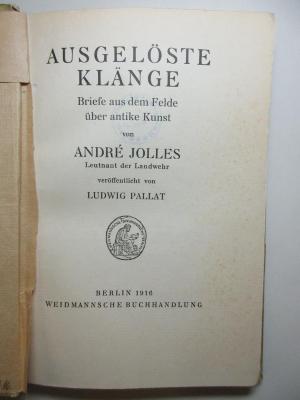 AUSGELÖSTE
KLÄNGE
Briefe aus dem Felde
über antike Kunst
von
ANDRÉ JOLLES
Leutnant der Landwehr
veröffentlicht von
LUDWIG PALLAT
BERLIN 1916
WEIDMANNSCHE BUCHHANDLUNG